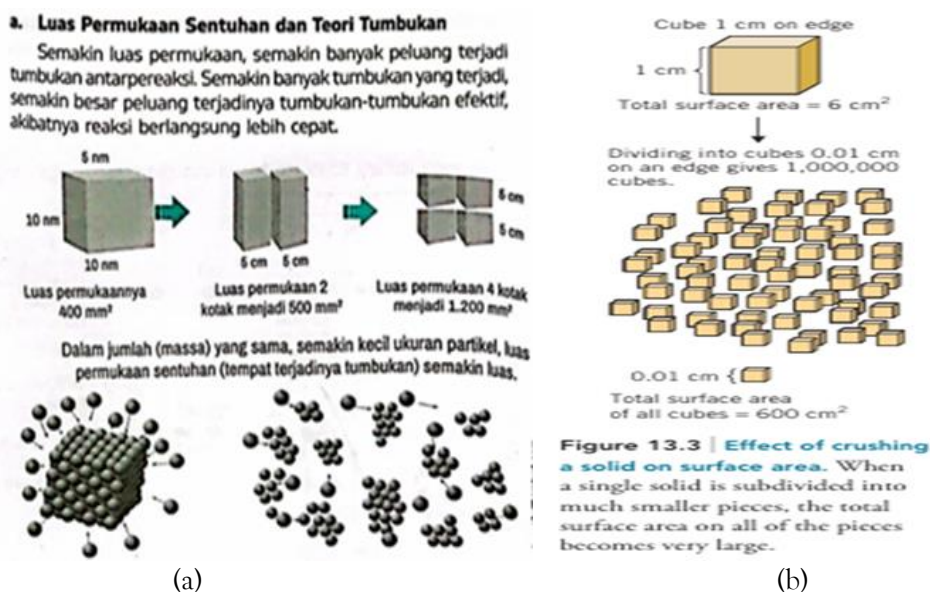 a. Luas Permukaan Sentuhan dan Teori Tumbukan
Semakin luas permukaan, semakin banyak peluang terjadi
tumbukan antarpereaksi. Semakin banyak tumbukan yang terjadi,
semakin besar peluang terjadinya tumbukan-tumbukan efektif,
akibatnya reaksi berlangsung lebih cepat.
5 nm
10 nm
10 nm
5 cm 5 cm
5 cm
5 cm
Luas permukaannya
400 mm²
Luas permukaan 2
kotak menjadi 500 mm²
Luas permukaan 4 kotak
menjadi 1.200 mm²
Dalam jumlah (massa) yang sama, semakin kecil ukuran partikel, luas
permukaan sentuhan (tempat terjadinya tumbukan) semakin luas.
(a)
Cube 1 cm on edge
1 cm
Total surface area = 6 cm²
Dividing into cubes 0.01 cm
on an edge gives 1,000,000
cubes.
0.01 cm
Total surface area
of all cubes = 600 cm²
Figure 13.3 | Effect of crushing
a solid on surface area. When
a single solid is subdivided into
much smaller pieces, the total
surface area on all of the pieces
becomes very large.
(b)